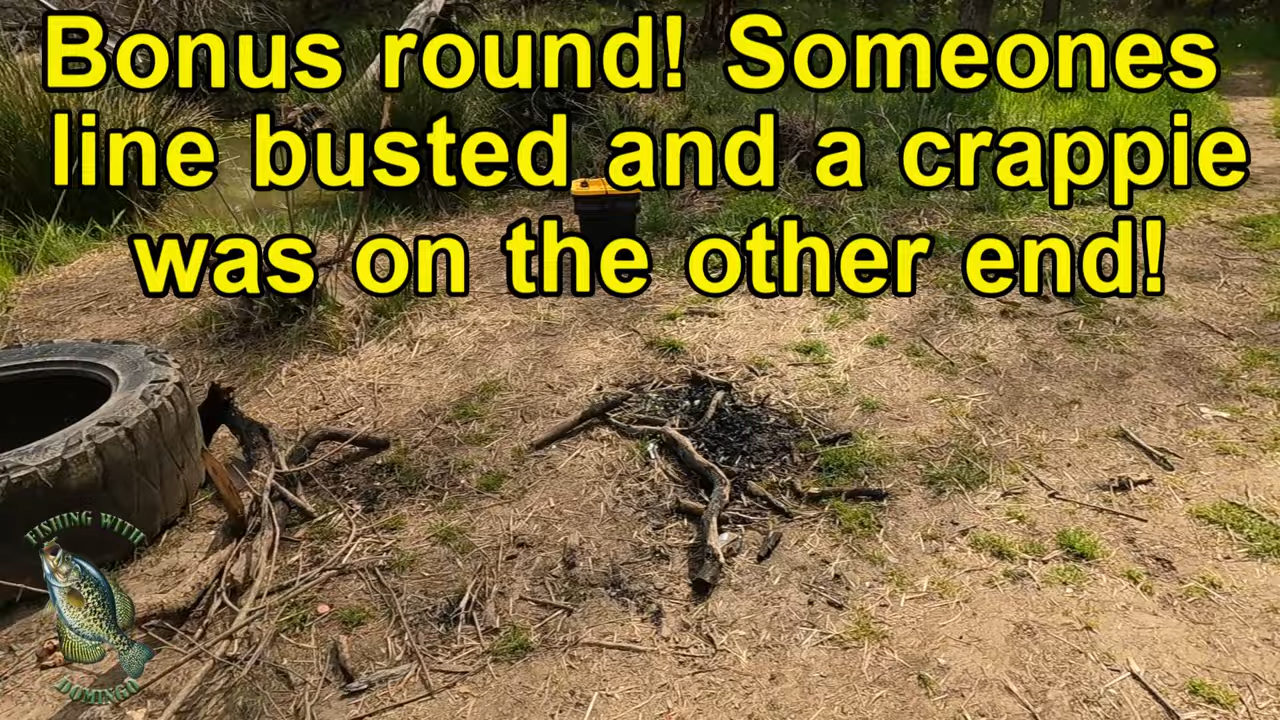 Bonus round! Someones
line busted and a crappie
was on the other end!
FISHING WITH
DOMINGO